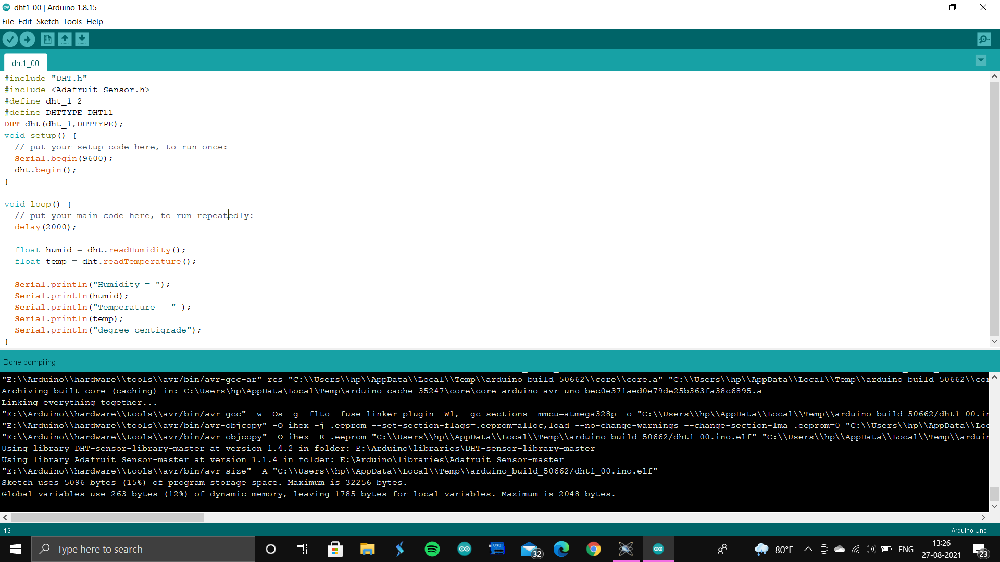 dht1_00 | Arduino 1.8.15
File Edit Sketch Tools Help
dht1_00
#include "DHT.h"
#include <Adafruit_Sensor.h>
#define dht_1 2
#define DHTTYPE DHT11
DHT dht(dht_1,DHTTYPE);
void setup() {
  // put your setup code here, to run once:
  Serial.begin(9600);
  dht.begin();
}
void loop() {
  // put your main code here, to run repeatedly:
  delay(2000);
  float humid = dht.readHumidity();
  float temp = dht.readTemperature();
  Serial.println("Humidity = ");
  Serial.println(humid);
  Serial.println("Temperature = " );
  Serial.println(temp);
  Serial.println("degree centigrade");
}
Done compiling.
"E:\\Arduino\\hardware\\tools\\avr/bin/avr-gcc-ar" rcs "C:\\Users\\hp\\AppData\\Local\\Temp\\arduino_build_50662\\core\\core.a" "C:\\Users\\hp\\AppData\\Local\\Temp\\arduino_build_50662\\cor
Archiving built core (caching) in: C:\Users\hp\AppData\Local\Temp\arduino_cache_35247\core\core_arduino_avr_uno_bec0e371aed0e79de25b363fa38c6895.a
Linking everything together...
"E:\\Arduino\\hardware\\tools\\avr/bin/avr-gcc" -w -Os -g -flto -fuse-linker-plugin -Wl,--gc-sections -mmcu=atmega328p -o "C:\\Users\\hp\\AppData\\Local\\Temp\\arduino_build_50662/dht1_00.in
"E:\\Arduino\\hardware\\tools\\avr/bin/avr-objcopy" -O ihex -j .eeprom --set-section-flags=.eeprom=alloc,load --no-change-warnings --change-section-lma .eeprom=0 "C:\\Users\\hp\\AppData\\Loc
"E:\\Arduino\\hardware\\tools\\avr/bin/avr-objcopy" -O ihex -R .eeprom "C:\\Users\\hp\\AppData\\Local\\Temp\\arduino_build_50662/dht1_00.ino.elf" "C:\\Users\\hp\\AppData\\Local\\Temp\\arduin
Using library DHT-sensor-library-master at version 1.4.2 in folder: E:\Arduino\libraries\DHT-sensor-library-master
Using library Adafruit_Sensor-master at version 1.1.4 in folder: E:\Arduino\libraries\Adafruit_Sensor-master
"E:\\Arduino\\hardware\\tools\\avr/bin/avr-size" -A "C:\\Users\\hp\\AppData\\Local\\Temp\\arduino_build_50662/dht1_00.ino.elf"
Sketch uses 5096 bytes (15%) of program storage space. Maximum is 32256 bytes.
Global variables use 263 bytes (12%) of dynamic memory, leaving 1785 bytes for local variables. Maximum is 2048 bytes.
13
Arduino Uno
Type here to search
UNO
32
80°F
ENG
13:26
27-08-2021
23